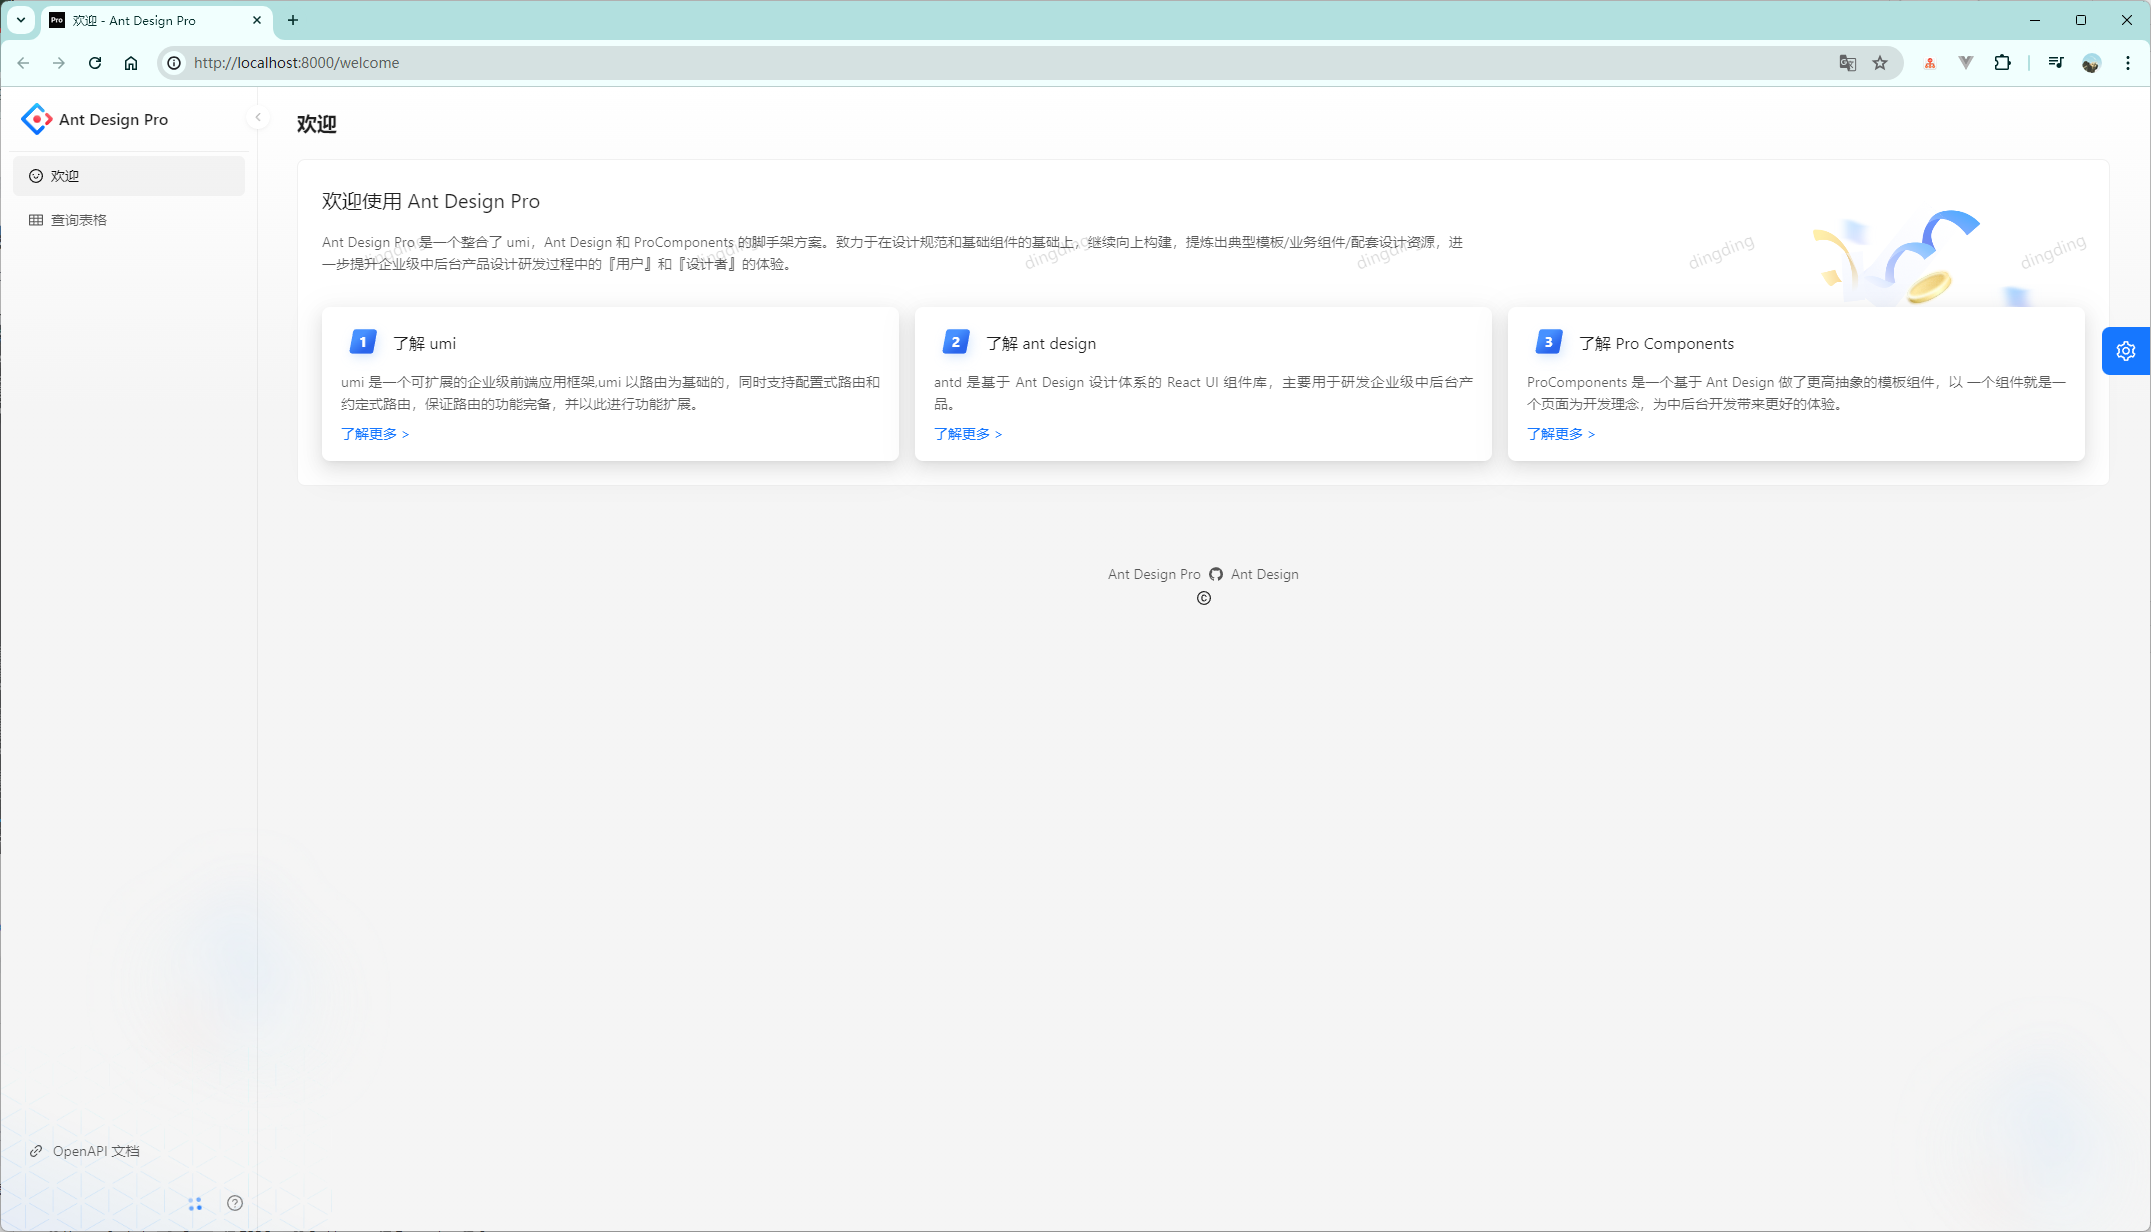 Pro 欢迎 - Ant Design Pro
http://localhost:8000/welcome
Ant Design Pro
欢迎
查询表格
OpenAPI 文档
欢迎
欢迎使用 Ant Design Pro
Ant Design Pro 是一个整合了 umi，Ant Design 和 ProComponents 的脚手架方案。致力于在设计规范和基础组件的基础上，继续向上构建，提炼出典型模板/业务组件/配套设计资源，进
一步提升企业级中后台产品设计研发过程中的『用户』和『设计者』的体验。
dingding dingding dingding dingding dingding dingding
1 了解 umi
umi 是一个可扩展的企业级前端应用框架,umi 以路由为基础的，同时支持配置式路由和
约定式路由，保证路由的功能完备，并以此进行功能扩展。
了解更多 >
2 了解 ant design
antd 是基于 Ant Design 设计体系的 React UI 组件库，主要用于研发企业级中后台产
品。
了解更多 >
3 了解 Pro Components
ProComponents 是一个基于 Ant Design 做了更高抽象的模板组件，以 一个组件就是一
个页面为开发理念，为中后台开发带来更好的体验。
了解更多 >
Ant Design Pro Ant Design
©